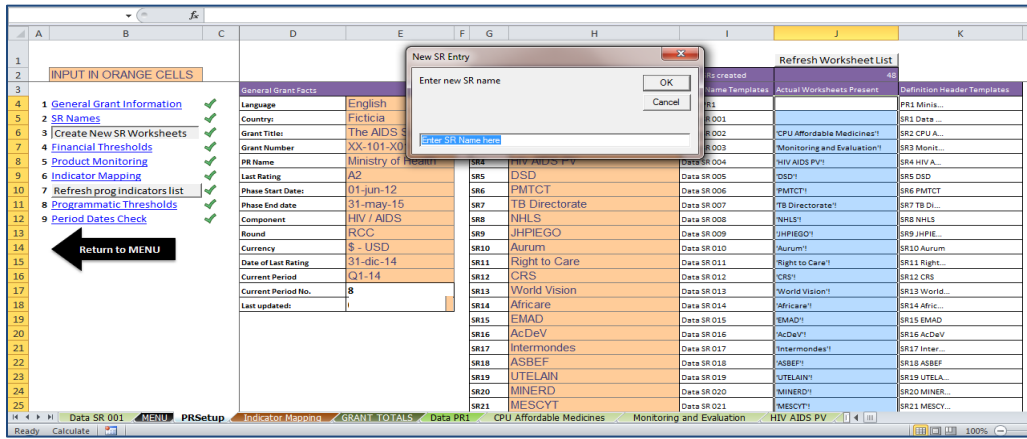 fx
A B C D E F G H I J K
1 Refresh Worksheet List
2 INPUT IN ORANGE CELLS Rs created 48
3 General Grant Facts Name Templates Actual Worksheets Present Definition Header Templates
New SR Entry
Enter new SR name
OK
Cancel
Enter SR Name here
4 1 General Grant Information Language English PR1 PR1 Minis...
5 2 SR Names Country: Ficticia R 001 SR1 Data ...
6 3 Create New SR Worksheets Grant Title: The AIDS S R 002 'CPU Affordable Medicines'! SR2 CPU A...
7 4 Financial Thresholds Grant Number XX-101-X0 R 003 'Monitoring and Evaluation'! SR3 Monit...
8 5 Product Monitoring PR Name Ministry of Health SR4 HIV AIDS PV Data SR 004 'HIV AIDS PV'! SR4 HIV A...
9 6 Indicator Mapping Last Rating A2 SR5 DSD Data SR 005 'DSD'! SR5 DSD
10 7 Refresh prog indicators list Phase Start Date: 01-jun-12 SR6 PMTCT Data SR 006 'PMTCT'! SR6 PMTCT
11 8 Programmatic Thresholds Phase End date 31-may-15 SR7 TB Directorate Data SR 007 'TB Directorate'! SR7 TB Di...
12 9 Period Dates Check Component HIV / AIDS SR8 NHLS Data SR 008 'NHLS'! SR8 NHLS
13 Round RCC SR9 JHPIEGO Data SR 009 'JHPIEGO'! SR9 JHPIE...
14 Return to MENU Currency $ - USD SR10 Aurum Data SR 010 'Aurum'! SR10 Aurum
15 Date of Last Rating 31-dic-14 SR11 Right to Care Data SR 011 'Right to Care'! SR11 Right...
16 Current Period Q1-14 SR12 CRS Data SR 012 'CRS'! SR12 CRS
17 Current Period No. 8 SR13 World Vision Data SR 013 'World Vision'! SR13 World...
18 Last updated: SR14 Africare Data SR 014 'Africare'! SR14 Afric...
19 SR15 EMAD Data SR 015 'EMAD'! SR15 EMAD
20 SR16 AcDeV Data SR 016 'AcDeV'! SR16 AcDeV
21 SR17 Intermondes Data SR 017 'Intermondes'! SR17 Inter...
22 SR18 ASBEF Data SR 018 'ASBEF'! SR18 ASBEF
23 SR19 UTELAIN Data SR 019 'UTELAIN'! SR19 UTELA...
24 SR20 MINERD Data SR 020 'MINERD'! SR20 MINER...
25 SR21 MESCYT Data SR 021 'MESCYT'! SR21 MESCY...
Data SR 001 MENU PRSetup Indicator Mapping GRANT TOTALS Data PR1 CPU Affordable Medicines Monitoring and Evaluation HIV AIDS PV
Ready Calculate 100%